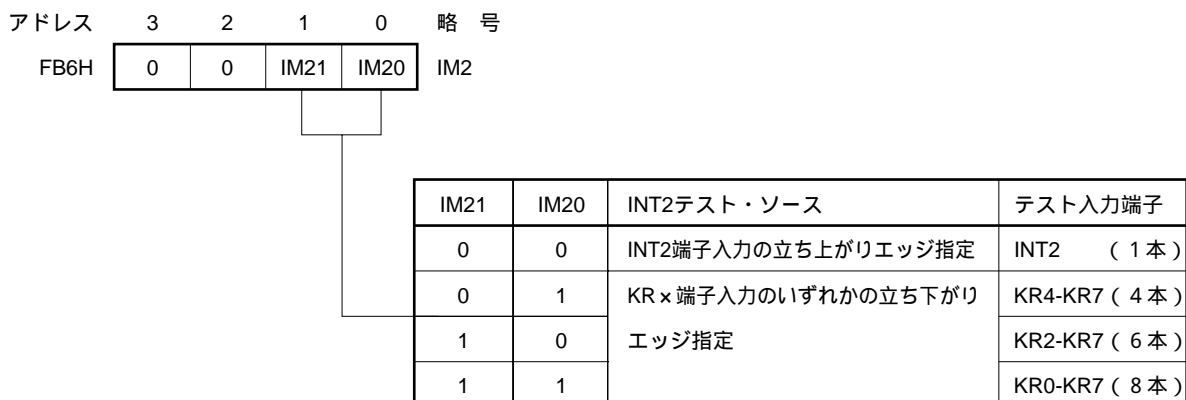 アドレス 3 2 1 0 略 号
FB6H 0 0 IM21 IM20 IM2
IM21 IM20 INT2テスト・ソース テスト入力端子
0 0 INT2端子入力の立ち上がりエッジ指定 INT2 (1本)
0 1 KR×端子入力のいずれかの立ち下がり KR4-KR7(4本)
1 0 エッジ指定 KR2-KR7(6本)
1 1 KR0-KR7(8本)